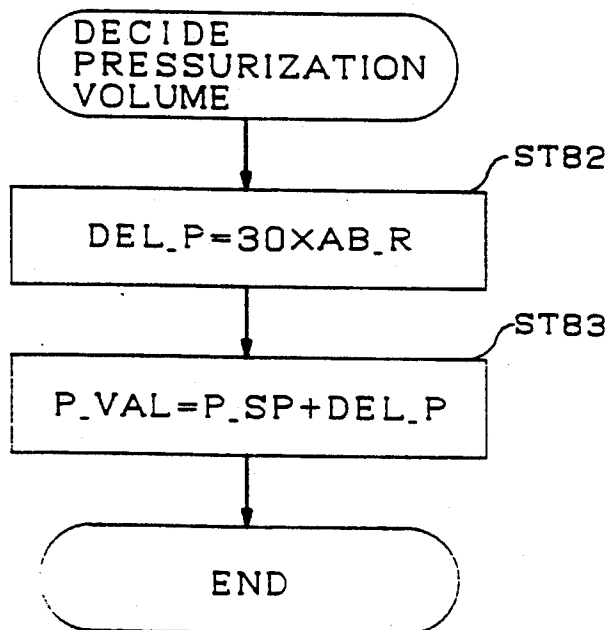 DECIDE
PRESSURIZATION
VOLUME
ST82
DEL_P=30×AB_R
ST83
P_VAL=P_SP+DEL_P
END